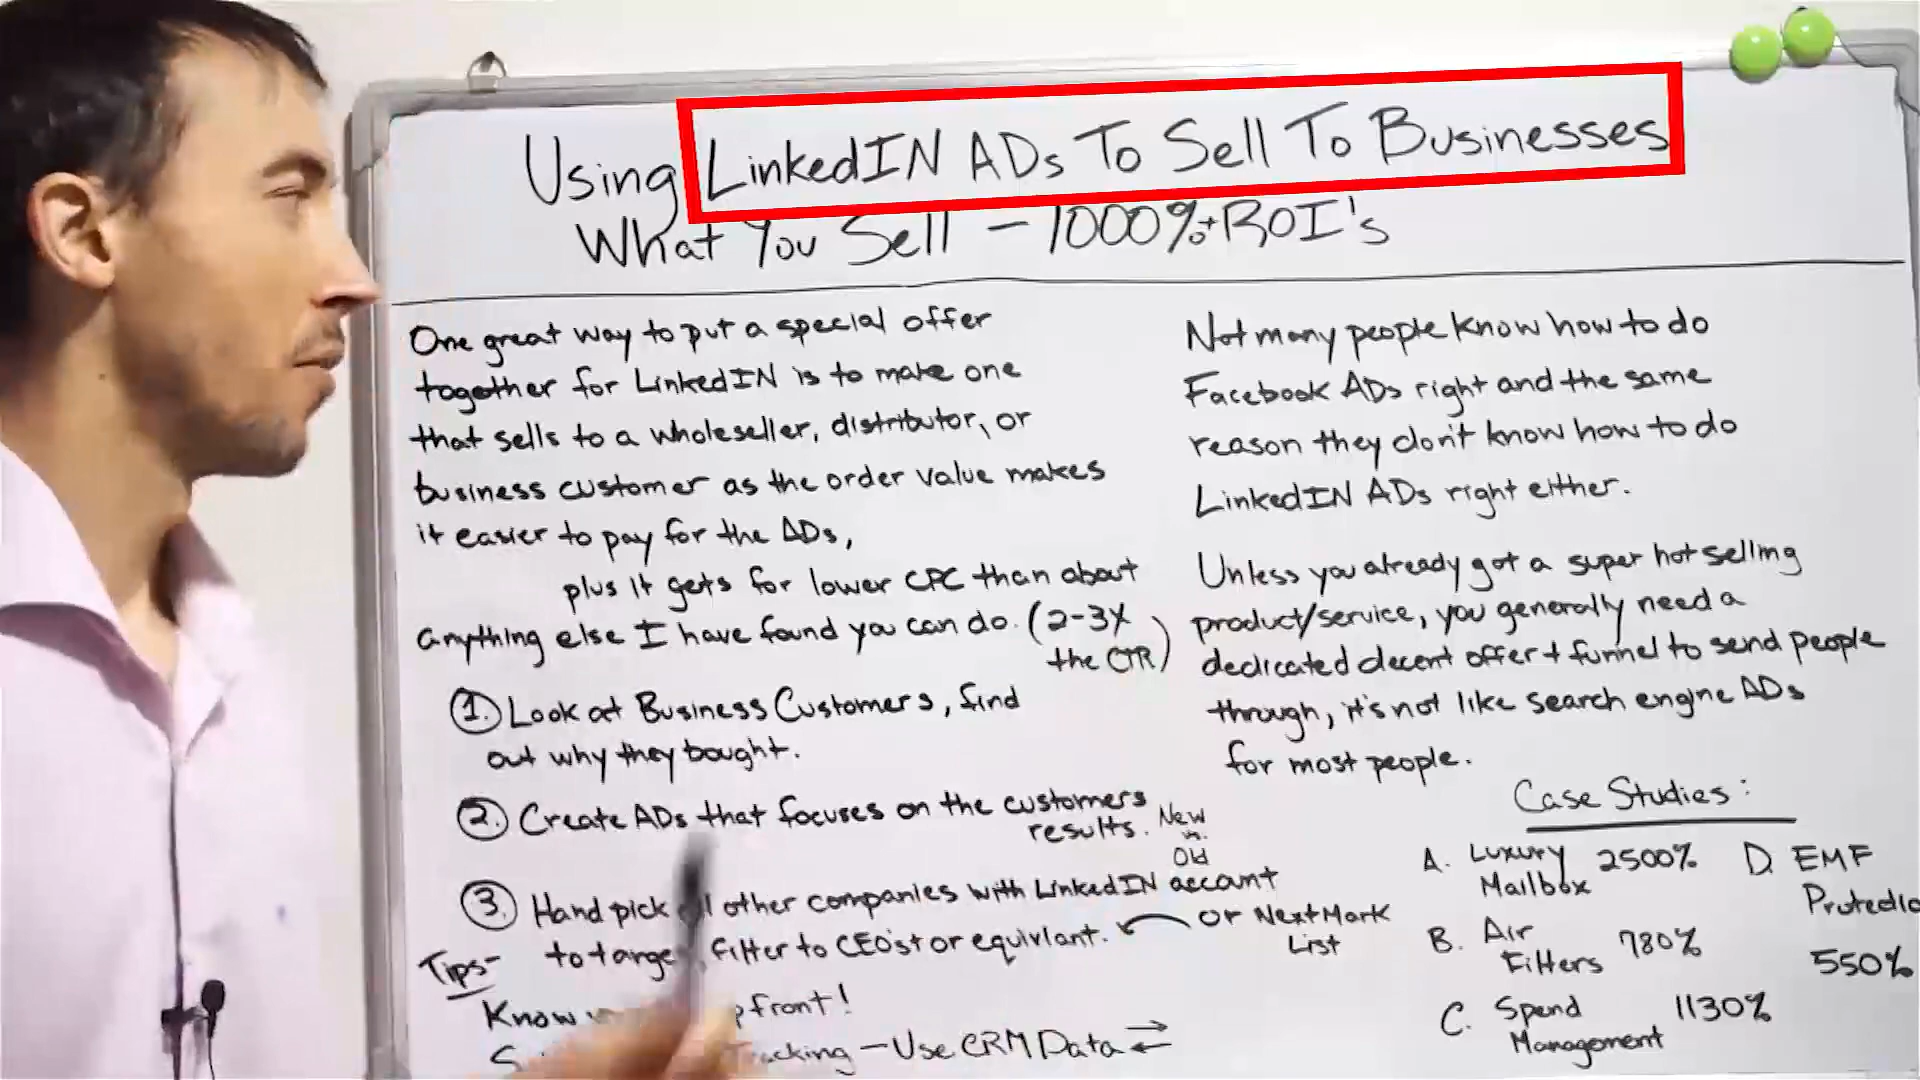 Using LinkedIN ADs To Sell To Businesses
What You Sell - 1000%+ ROI's
One great way to put a special offer
together for LinkedIN is to make one
that sells to a wholeseller, distributor, or
business customer as the order value makes
it easier to pay for the ADs,
plus it gets for lower CPC than about
anything else I have found you can do. (2-3X
the CTR)
1. Look at Business Customers, find
out why they bought.
2. Create ADs that focuses on the customers
results. New
vs.
Old
3. Hand pick other companies with LinkedIN account
to target, filter to CEO's + or equivlant. or NextMark
List
Tips-
Know upfront!
Tracking - Use CRM Data
Not many people know how to do
Facebook ADs right and the same
reason they don't know how to do
LinkedIN ADs right either.
Unless you already got a super hot selling
product/service, you generally need a
dedicated decent offer + funnel to send people
through, it's not like search engine ADs
for most people.
Case Studies:
A. Luxury 2500%
Mailbox
B. Air 780%
Filters
C. Spend 1130%
Management
D. EMF
Protectio
550%